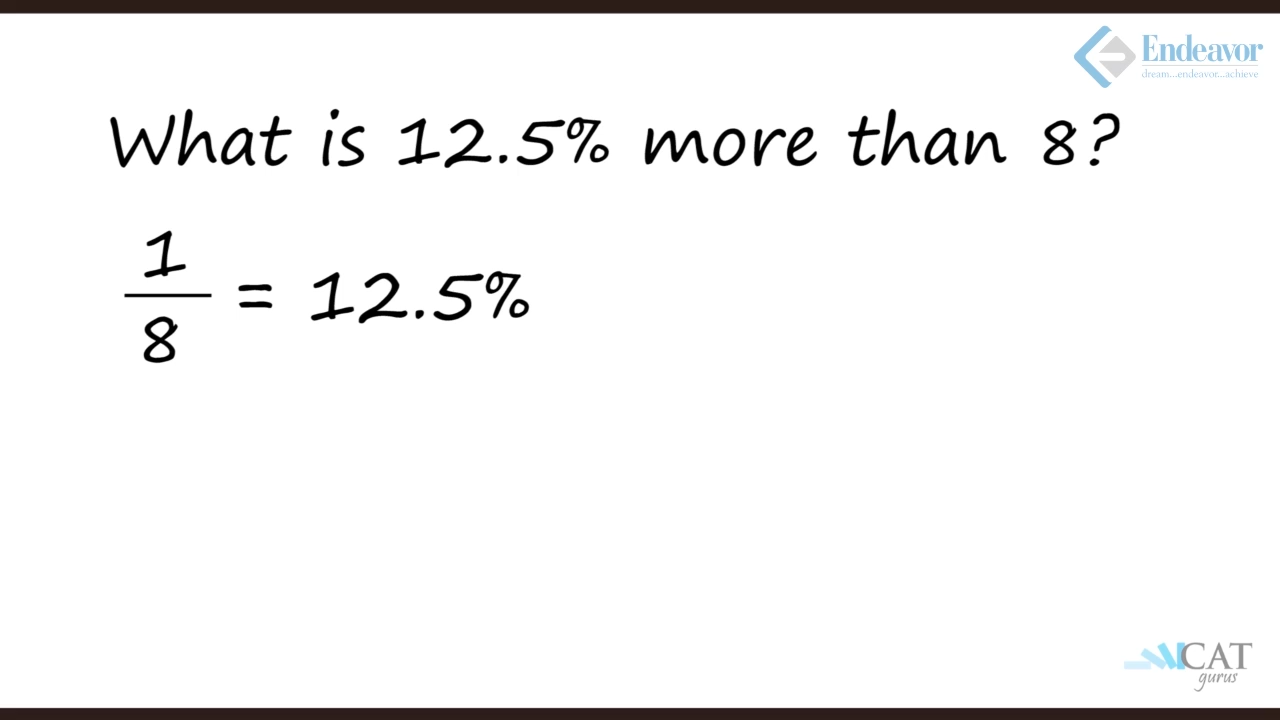 Endeavor
dream...endeavor...achieve
What is 12.5% more than 8?
1
8
= 12.5%
CAT
gurus